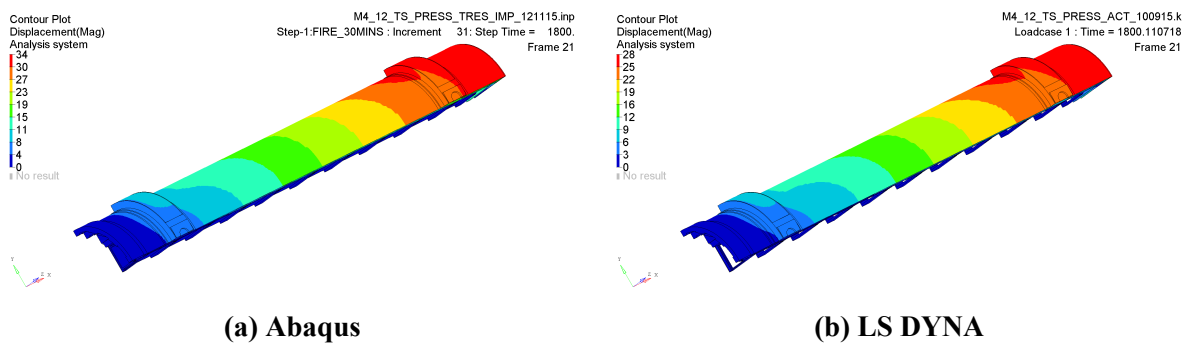 Contour Plot
Displacement(Mag)
Analysis system
34
30
27
23
19
15
11
8
4
0
No result
M4_12_TS_PRESS_TRES_IMP_121115.inp
Step-1:FIRE_30MINS : Increment 31: Step Time = 1800.
Frame 21
Y
Z X
(a) Abaqus
Contour Plot
Displacement(Mag)
Analysis system
28
25
22
19
16
12
9
6
3
0
No result
M4_12_TS_PRESS_ACT_100915.k
Loadcase 1 : Time = 1800.110718
Frame 21
Y
Z X
(b) LS DYNA